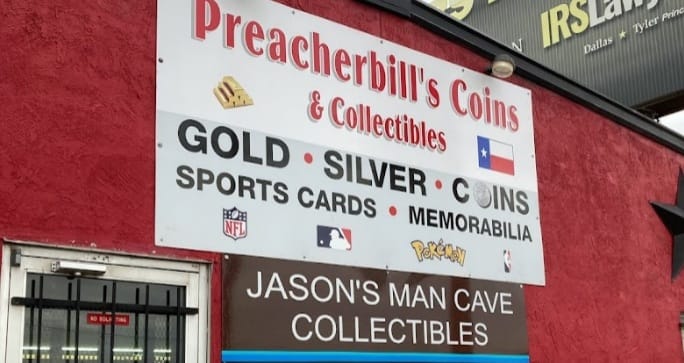 Preacherbill's Coins
& Collectibles
GOLD • SILVER • COINS
SPORTS CARDS • MEMORABILIA
NFL
POKéMON
JASON'S MAN CAVE
COLLECTIBLES
NO SOLICITING
IRSLawy
Dallas ★ Tyler